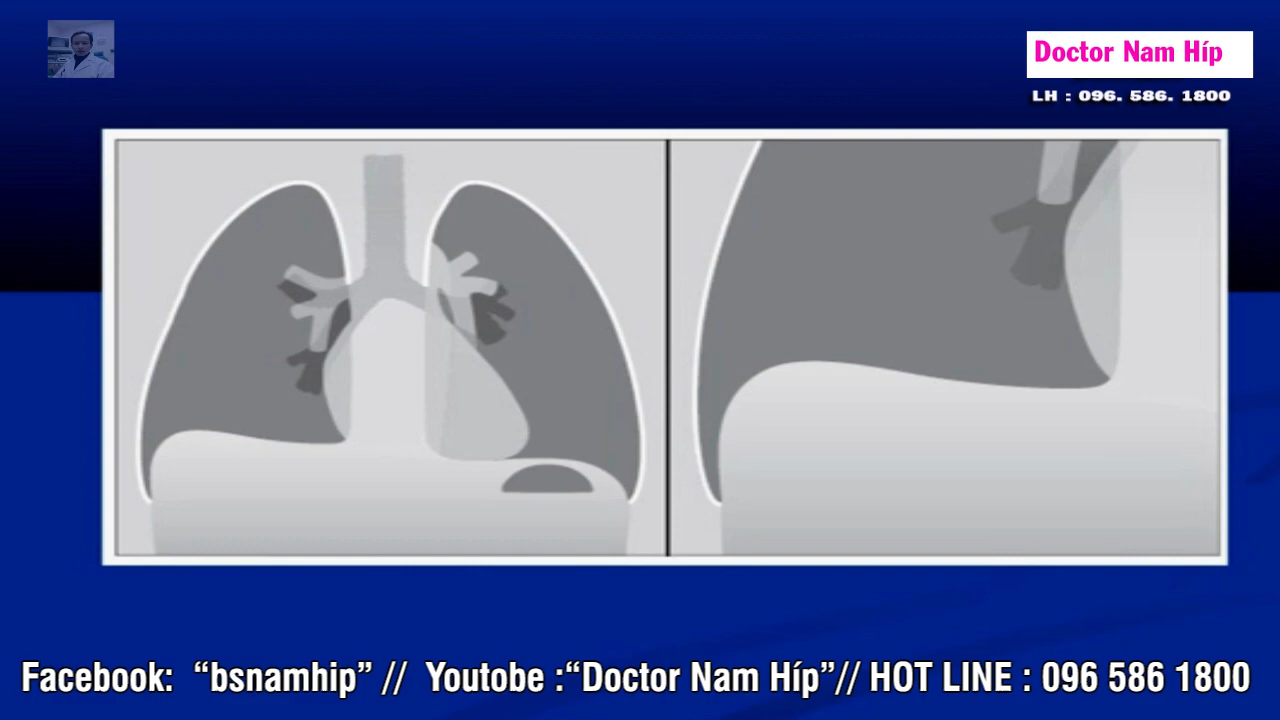 Doctor Nam Híp
LH : 096. 586. 1800
Facebook: “bsnamhip” // Youtobe :“Doctor Nam Híp”// HOT LINE : 096 586 1800